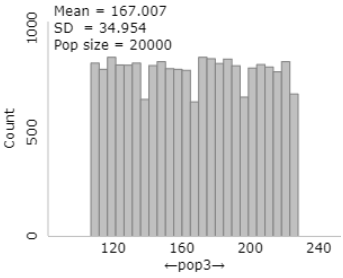 Mean = 167.007
SD = 34.954
Pop size = 20000
1000
500
0
Count
120 160 200 240
←pop3→